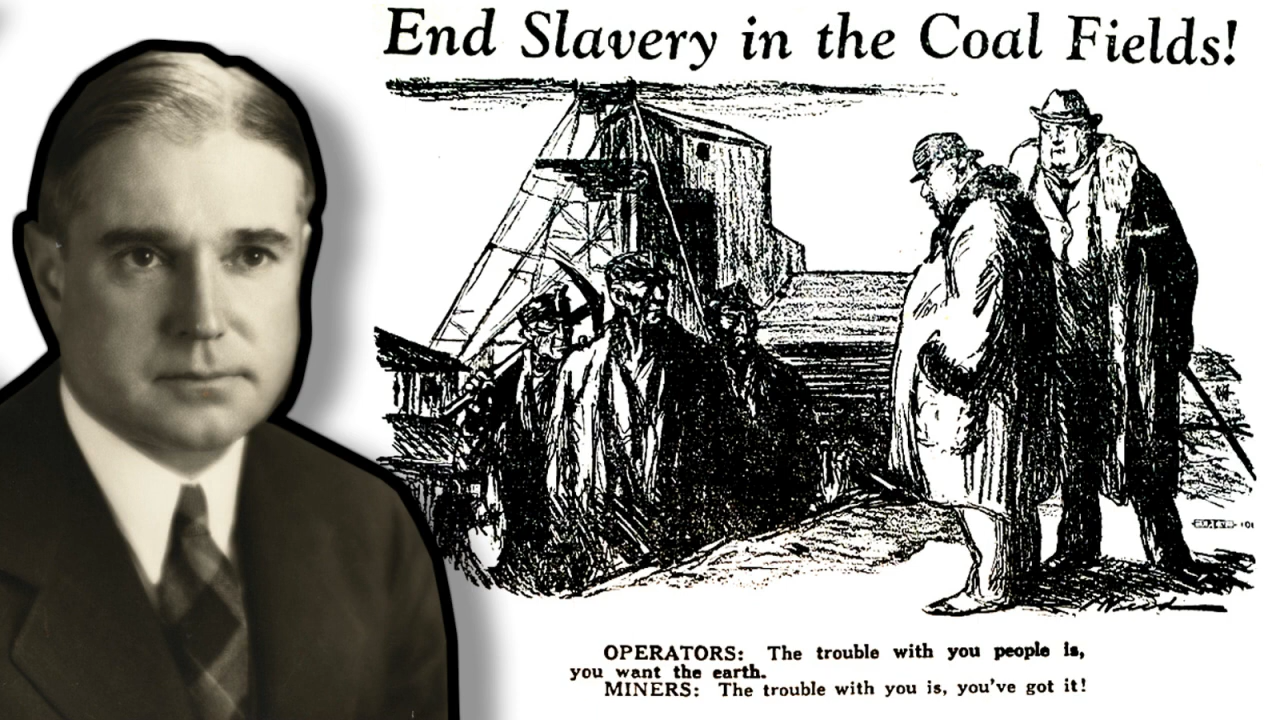 End Slavery in the Coal Fields!
OPERATORS: The trouble with you people is,
you want the earth.
MINERS: The trouble with you is, you've got it!